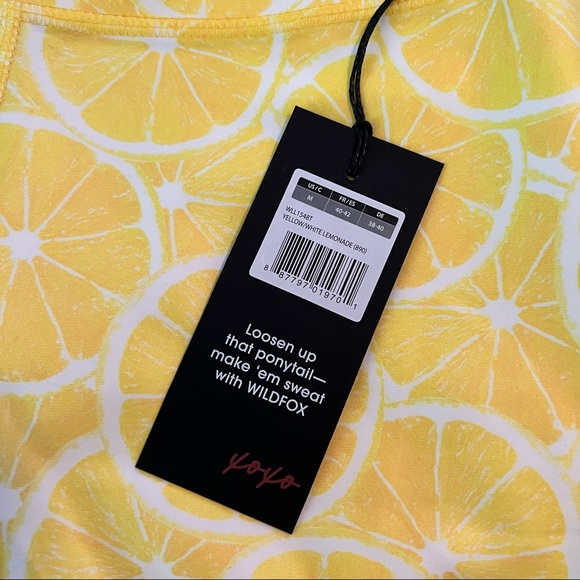 US/C FR/ES DE
M 40-42 38-40
WLL1548T
YELLOW/WHITE LEMONADE (890)
8 87797 01970 1
Loosen up
that ponytail—
make 'em sweat
with WILDFOX
xoxo